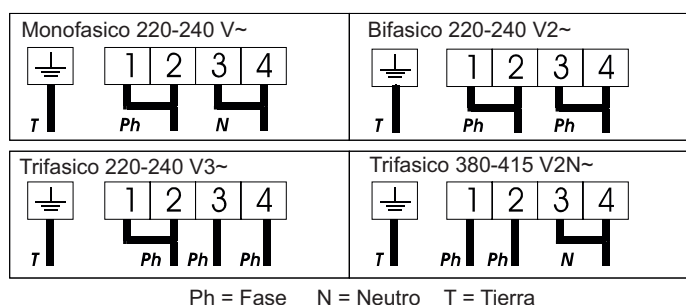 Monofasico 220-240 V~
1 2 3 4
T Ph N
Bifasico 220-240 V2~
1 2 3 4
T Ph Ph
Trifasico 220-240 V3~
1 2 3 4
T Ph Ph Ph
Trifasico 380-415 V2N~
1 2 3 4
T Ph Ph N
Ph = Fase N = Neutro T = Tierra